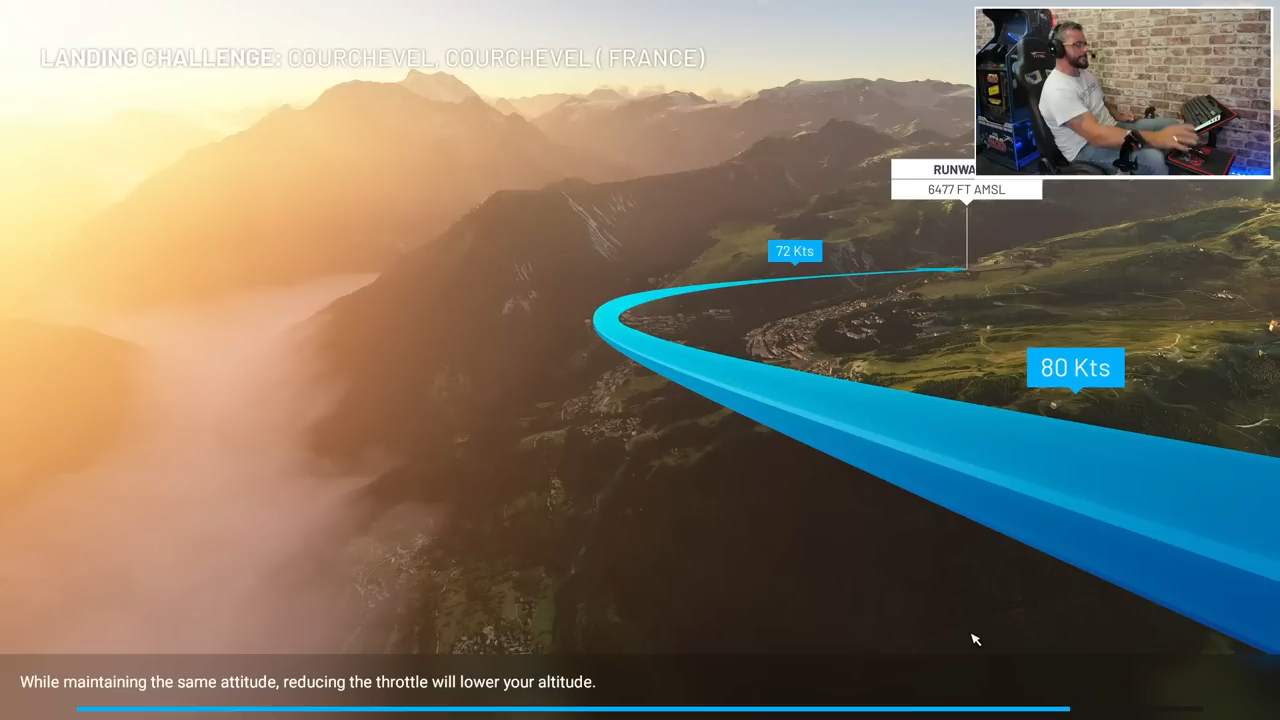 LANDING CHALLENGE: COURCHEVEL, COURCHEVEL ( FRANCE)
RUNWA
6477 FT AMSL
72 Kts
80 Kts
While maintaining the same attitude, reducing the throttle will lower your altitude.